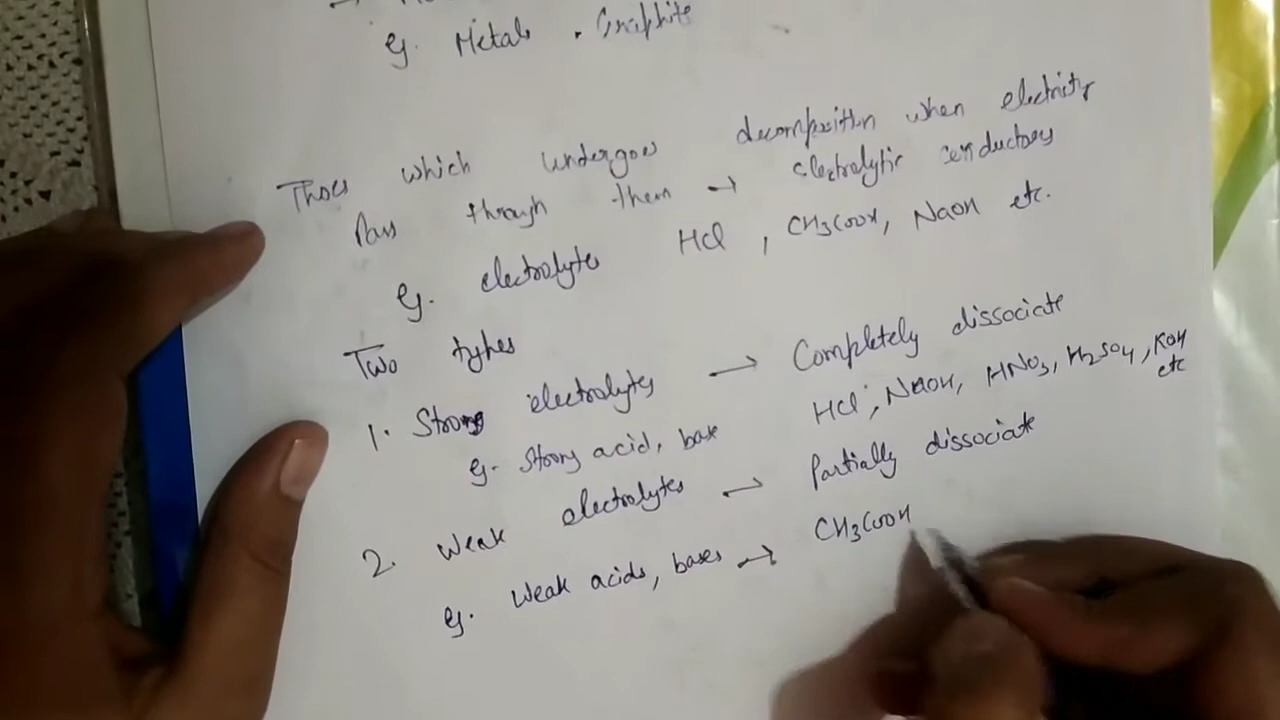 eg. Metals, Graphite
Thoes which undergoes decomposition when electricity
Pass through them → electrolytic conductors
eg. electrolytes HCl, CH3COOH, NaOH etc.
Two types
1. Strong electrolytes → Completely dissociate
eg. Strong acid, base HCl, NaOH, HNO3, H2SO4, KOH
etc
2. Weak electrolytes → Partially dissociate
eg. Weak acids, bases → CH3COOH